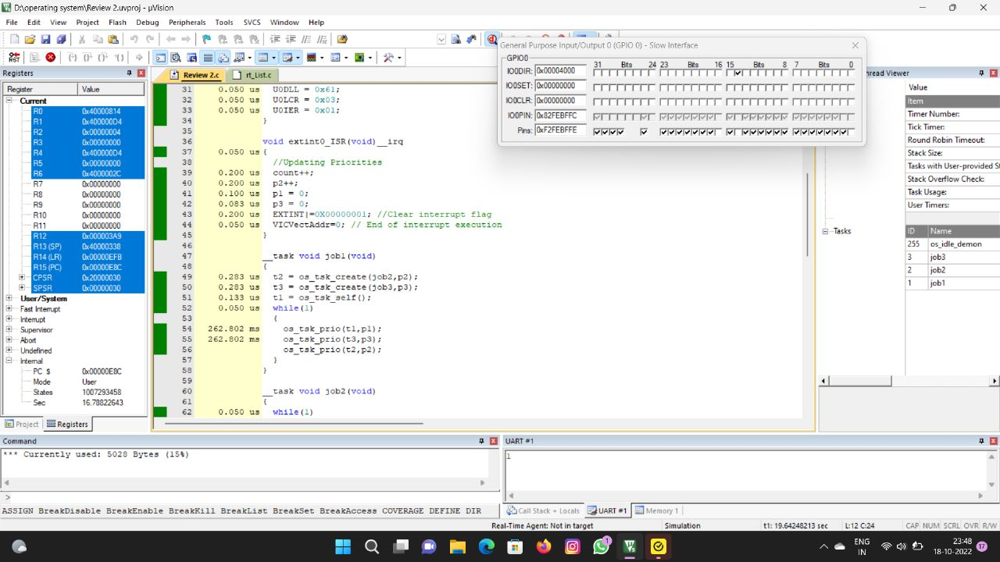 D:\operating system\Review 2.uvproj - µVision
File Edit View Project Flash Debug Peripherals Tools SVCS Window Help
General Purpose Input/Output 0 (GPIO 0) - Slow Interface
GPIO0
31 Bits 24 23 Bits 16 15 Bits 8 7 Bits 0
IO0DIR: 0x00004000
IO0SET: 0x00000000
IO0CLR: 0x00000000
IO0PIN: 0x82FEBFFC
Pins: 0xF2FEBFFE
Registers
Register Value
Current
R0 0x40000814
R1 0x400000D4
R2 0x00000004
R3 0x00000000
R4 0x400000D4
R5 0x00000000
R6 0x4000002C
R7 0x00000000
R8 0x00000000
R9 0x00000000
R10 0x00000000
R11 0x00000000
R12 0x000003A9
R13 (SP) 0x40000338
R14 (LR) 0x00000EFB
R15 (PC) 0x00000E8C
CPSR 0x20000030
SPSR 0x00000030
User/System
Fast Interrupt
Interrupt
Supervisor
Abort
Undefined
Internal
PC $ 0x00000E8C
Mode User
States 1007293458
Sec 16.78822643
Project Registers
Review 2.c rt_List.c
31 0.050 us U0DLL = 0x61;
32 0.050 us U0LCR = 0x03;
33 0.050 us U0IER = 0x01;
34 }
35
36 void extint0_ISR(void)__irq
37 0.050 us {
38 //Updating Priorities
39 0.200 us count++;
40 0.200 us p2++;
41 0.100 us p1 = 0;
42 0.083 us p3 = 0;
43 0.200 us EXTINT|=0X00000001; //Clear interrupt flag
44 0.050 us VICVectAddr=0; // End of interrupt execution
45 }
46
47 __task void job1(void)
48 {
49 0.283 us t2 = os_tsk_create(job2,p2);
50 0.283 us t3 = os_tsk_create(job3,p3);
51 0.133 us t1 = os_tsk_self();
52 0.050 us while(1)
53 {
54 262.802 ms os_tsk_prio(t1,p1);
55 262.802 ms os_tsk_prio(t3,p3);
56 os_tsk_prio(t2,p2);
57 }
58 }
59
60 __task void job2(void)
61 {
62 0.050 us while(1)
hread Viewer
Value
Item
Timer Number:
Tick Timer:
Round Robin Timeout:
Stack Size:
Tasks with User-provided S
Stack Overflow Check:
Task Usage:
User Timers:
Tasks
ID Name
255 os_idle_demon
3 job3
2 job2
1 job1
Command
*** Currently used: 5028 Bytes (15%)
>
ASSIGN BreakDisable BreakEnable BreakKill BreakList BreakSet BreakAccess COVERAGE DEFINE DIR
UART #1
1
Call Stack + Locals UART #1 Memory 1
Real-Time Agent: Not in target Simulation t1: 19.64248213 sec L:12 C:24 CAP NUM SCRL OVR R/W
1
ENG
IN
23:48
18-10-2022
17